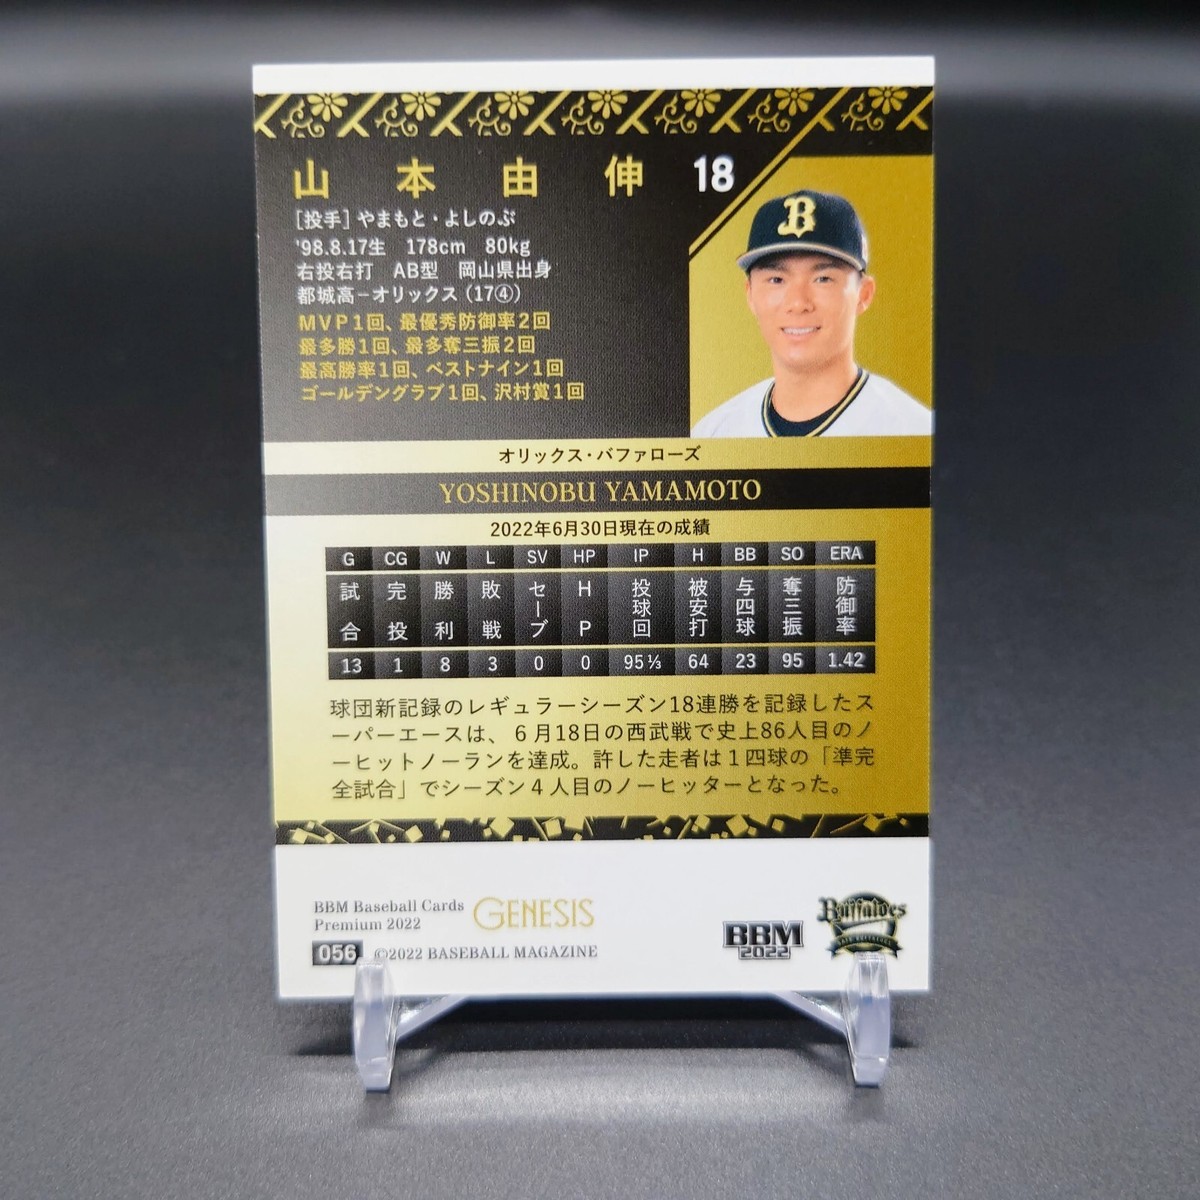 山本由伸 18
[投手] やまもと・よしのぶ
'98.8.17生 178cm 80kg
右投右打 AB型 岡山県出身
都城高－オリックス(17④)
MVP1回、最優秀防御率2回
最多勝1回、最多奪三振2回
最高勝率1回、ベストナイン1回
ゴールデングラブ1回、沢村賞1回
B
オリックス・バファローズ
YOSHINOBU YAMAMOTO
2022年6月30日現在の成績
G CG W L SV HP IP H BB SO ERA
試合 完投 勝利 敗戦 セーブ HP 投球回 被安打 与四球 奪三振 防御率
13 1 8 3 0 0 95⅓ 64 23 95 1.42
球団新記録のレギュラーシーズン18連勝を記録したス
ーパーエースは、６月18日の西武戦で史上86人目のノ
ーヒットノーランを達成。許した走者は１四球の「準完
全試合」でシーズン４人目のノーヒッターとなった。
BBM Baseball Cards
Premium 2022
GENESIS
056 ©2022 BASEBALL MAGAZINE
BBM
2022
Buffaloes